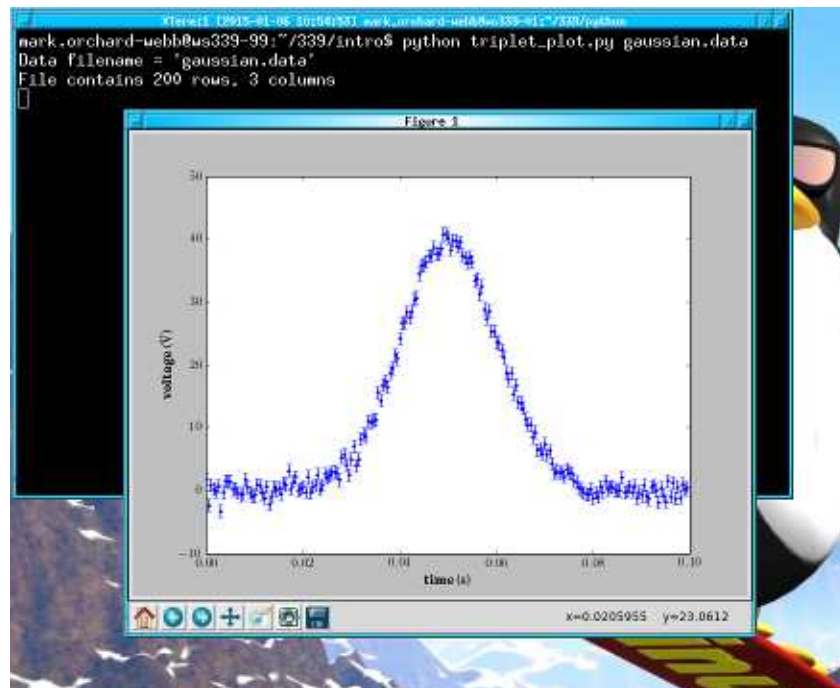 mark.orchard-webb@ws339-99:~/339/intro$ python triplet_plot.py gaussian.data
Data filename = 'gaussian.data'
File contains 200 rows, 3 columns
Figure 1
50
40
30
20
10
0
−10
voltage (V)
0.00 0.02 0.04 0.06 0.08 0.10
time (s)
x=0.0205955 y=23.0612